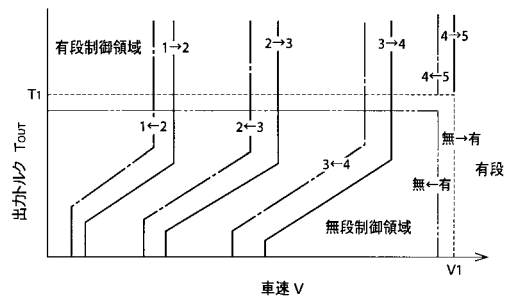 有段制御領域
1→2
2→3
3→4
4→5
4←5
T1
1←2
2←3
無→有
3←4
無←有
有段
無段制御領域
出力トルク TOUT
V1
車速 V